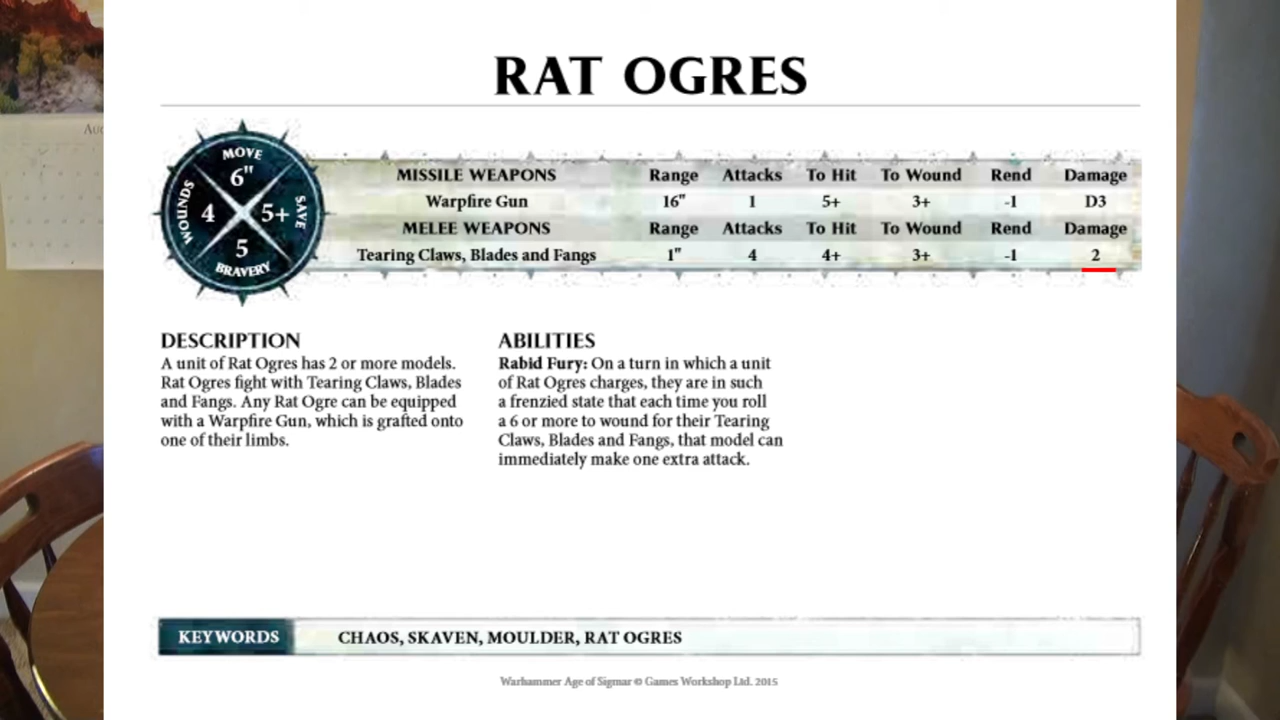 RAT OGRES
AUG
MOVE
6"
WOUNDS 4 5+ SAVE
5
BRAVERY
MISSILE WEAPONS Range Attacks To Hit To Wound Rend Damage
Warpfire Gun 16" 1 5+ 3+ -1 D3
MELEE WEAPONS Range Attacks To Hit To Wound Rend Damage
Tearing Claws, Blades and Fangs 1" 4 4+ 3+ -1 2
DESCRIPTION
A unit of Rat Ogres has 2 or more models.
Rat Ogres fight with Tearing Claws, Blades
and Fangs. Any Rat Ogre can be equipped
with a Warpfire Gun, which is grafted onto
one of their limbs.
ABILITIES
Rabid Fury: On a turn in which a unit
of Rat Ogres charges, they are in such
a frenzied state that each time you roll
a 6 or more to wound for their Tearing
Claws, Blades and Fangs, that model can
immediately make one extra attack.
KEYWORDS CHAOS, SKAVEN, MOULDER, RAT OGRES
Warhammer Age of Sigmar © Games Workshop Ltd. 2015